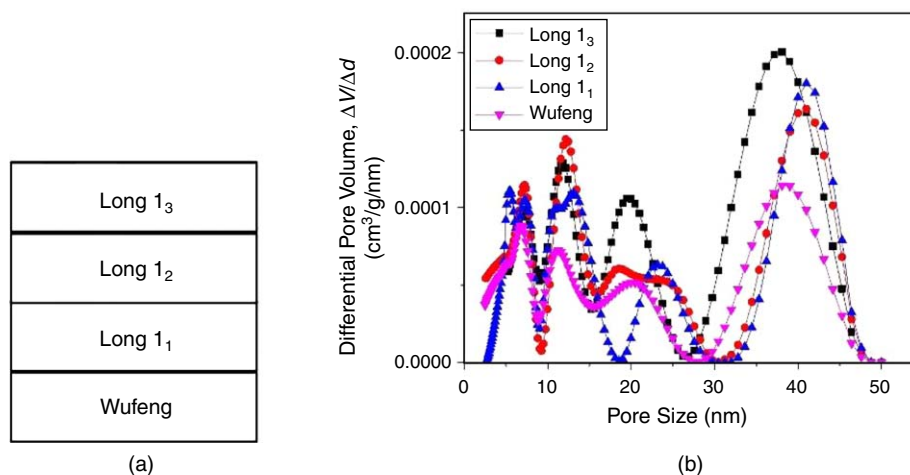 Long 1₃
Long 1₂
Long 1₁
Wufeng
(a)
Differential Pore Volume, ΔV/Δd
(cm³/g/nm)
0.0002
0.0001
0.0000
Long 1₃
Long 1₂
Long 1₁
Wufeng
0 10 20 30 40 50
Pore Size (nm)
(b)